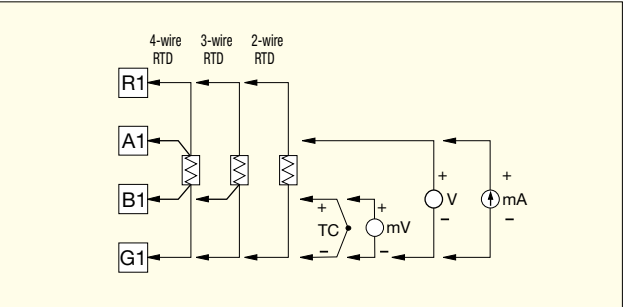 4-wire RTD
3-wire RTD
2-wire RTD
R1
A1
B1
G1
+
TC
−
+
mV
−
+
V
−
+
mA
−